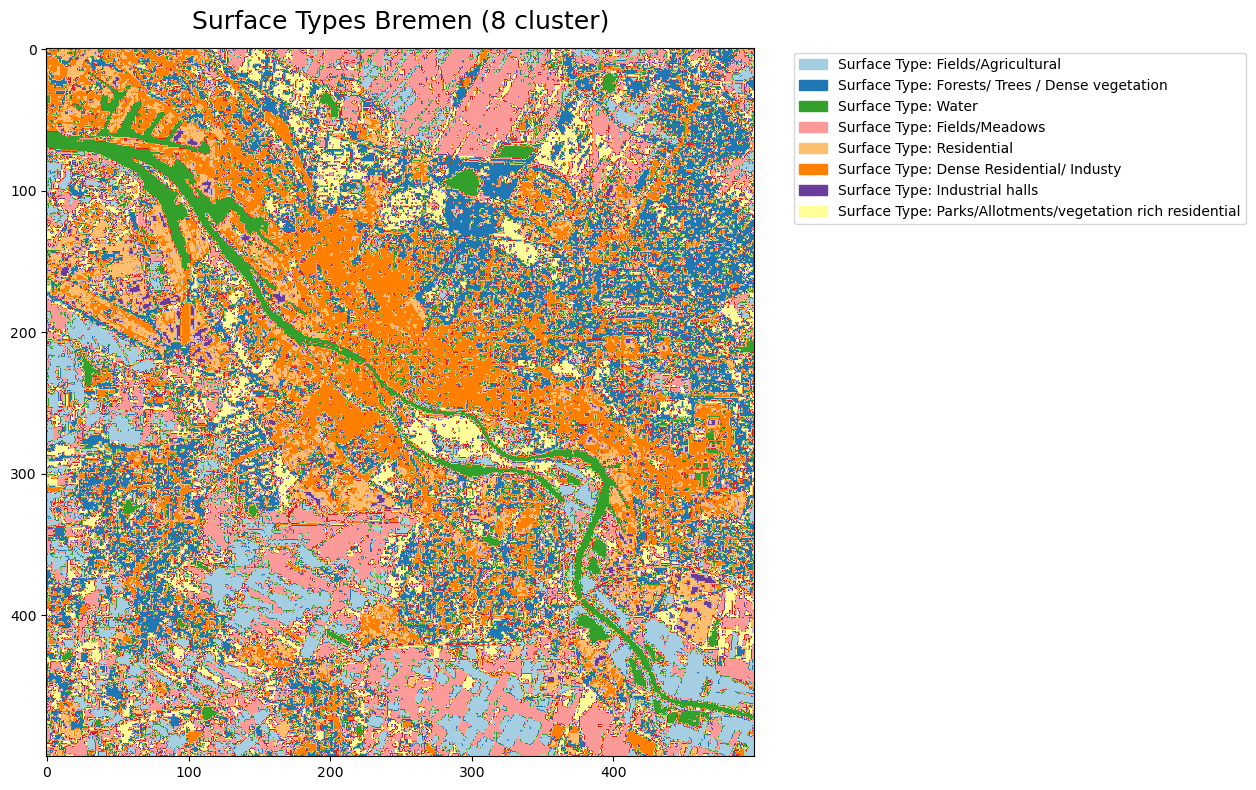 Surface Types Bremen (8 cluster)
0
100
200
300
400
0
100
200
300
400
Surface Type: Fields/Agricultural
Surface Type: Forests/ Trees / Dense vegetation
Surface Type: Water
Surface Type: Fields/Meadows
Surface Type: Residential
Surface Type: Dense Residential/ Industy
Surface Type: Industrial halls
Surface Type: Parks/Allotments/vegetation rich residential